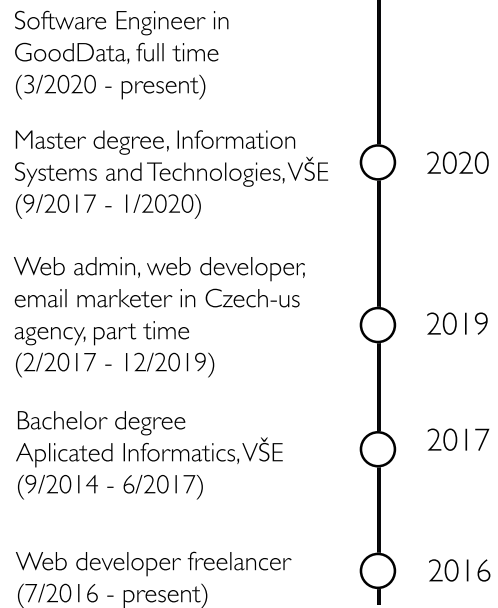 Software Engineer in
GoodData, full time
(3/2020 - present)
Master degree, Information
Systems and Technologies, VŠE
(9/2017 - 1/2020)
2020
Web admin, web developer,
email marketer in Czech-us
agency, part time
(2/2017 - 12/2019)
2019
Bachelor degree
Aplicated Informatics, VŠE
(9/2014 - 6/2017)
2017
Web developer freelancer
(7/2016 - present)
2016